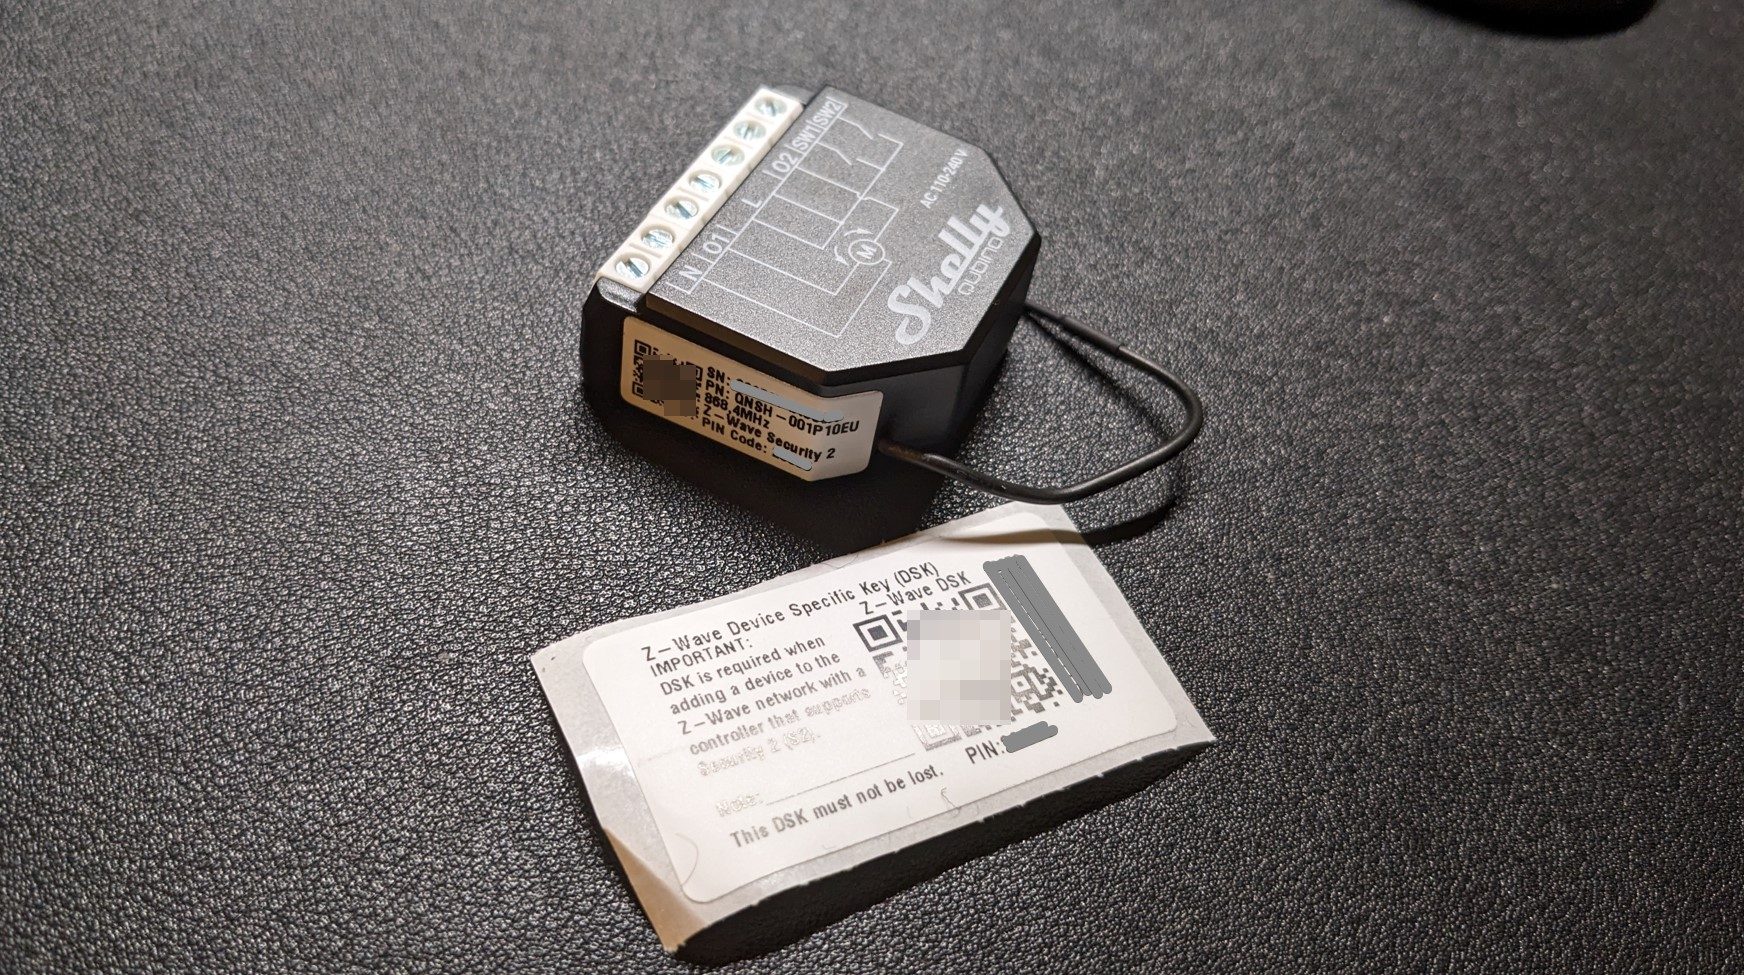 N
O1
L
O2
SW1
SW2
M
AC 110-240 V
Shelly
QUBINO
SN:
PN: QNSH-001P10EU
868,4MHz
Z-Wave Security 2
PIN Code:
Z-Wave Device Specific Key (DSK)
Z-Wave DSK
IMPORTANT:
DSK is required when
adding a device to the
Z-Wave network with a
controller that supports
Security 2 (S2).
Note:
This DSK must not be lost.
PIN: